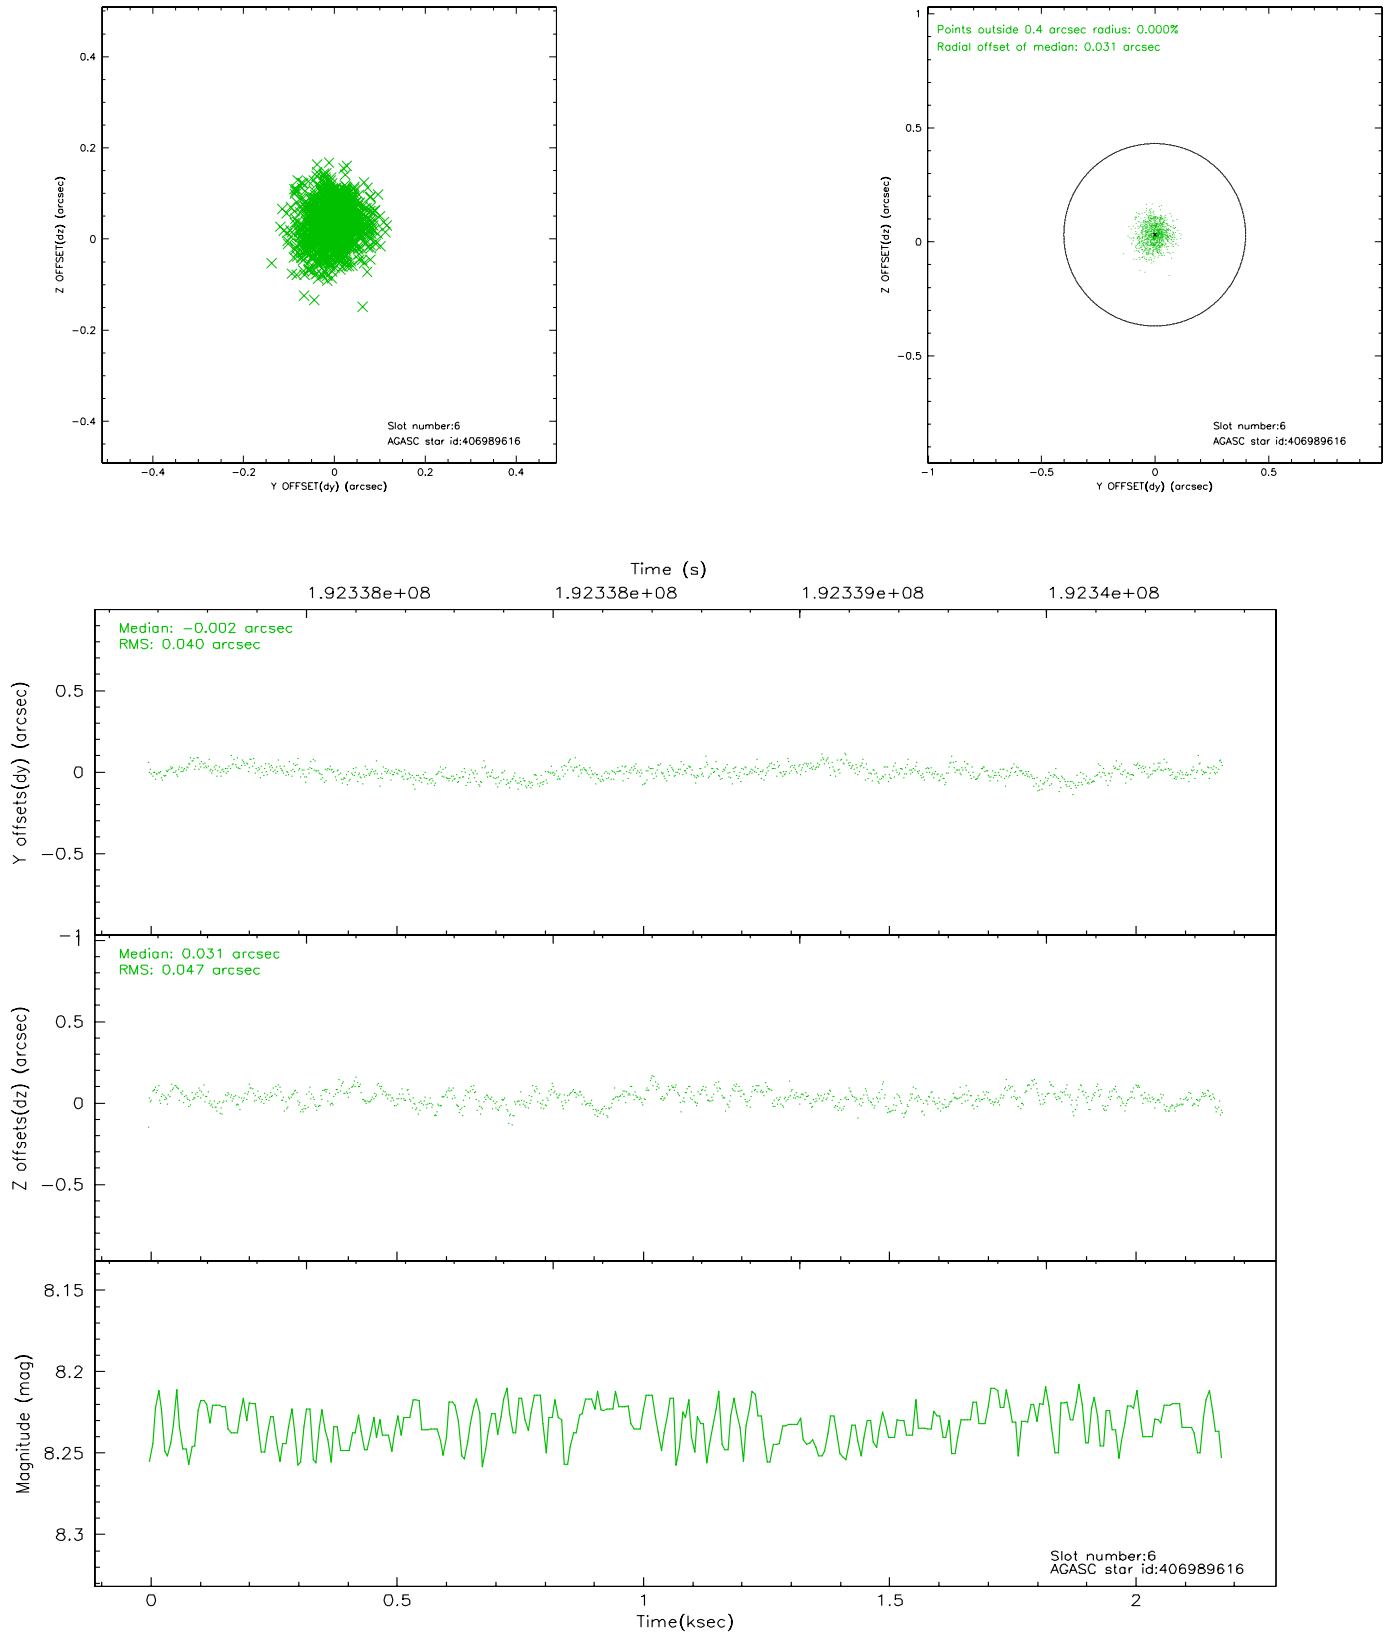 0.4
0.2
0
−0.2
−0.4
Z OFFSET(dz) (arcsec)
Slot number:6
AGASC star id:406989616
−0.4 −0.2 0 0.2 0.4
Y OFFSET(dy) (arcsec)
Points outside 0.4 arcsec radius: 0.000%
Radial offset of median: 0.031 arcsec
1
0.5
0
−0.5
Z OFFSET(dz) (arcsec)
Slot number:6
AGASC star id:406989616
−1 −0.5 0 0.5
Y OFFSET(dy) (arcsec)
Time (s)
1.92338e+08 1.92338e+08 1.92339e+08 1.9234e+08
Median: −0.002 arcsec
RMS: 0.040 arcsec
0.5
0
−0.5
−1
Y offsets(dy) (arcsec)
Median: 0.031 arcsec
RMS: 0.047 arcsec
1
0.5
0
−0.5
Z offsets(dz) (arcsec)
8.15
8.2
8.25
8.3
Magnitude (mag)
Slot number:6
AGASC star id:406989616
0 0.5 1 1.5 2
Time(ksec)